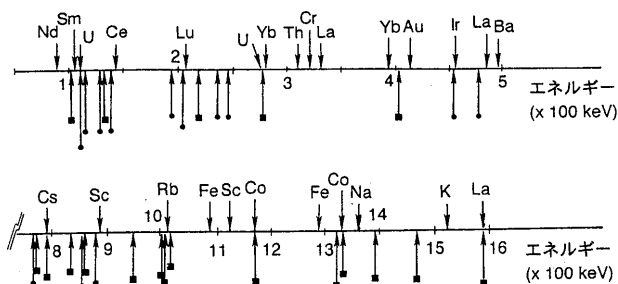 Nd Sm U Ce Lu U Yb Th Cr La Yb Au Ir La Ba
1 2 3 4 5 エネルギー
(x 100 keV)
Cs Sc Rb Fe Sc Co Fe Co Na K La
8 9 10 11 12 13 14 15 16 エネルギー
(x 100 keV)